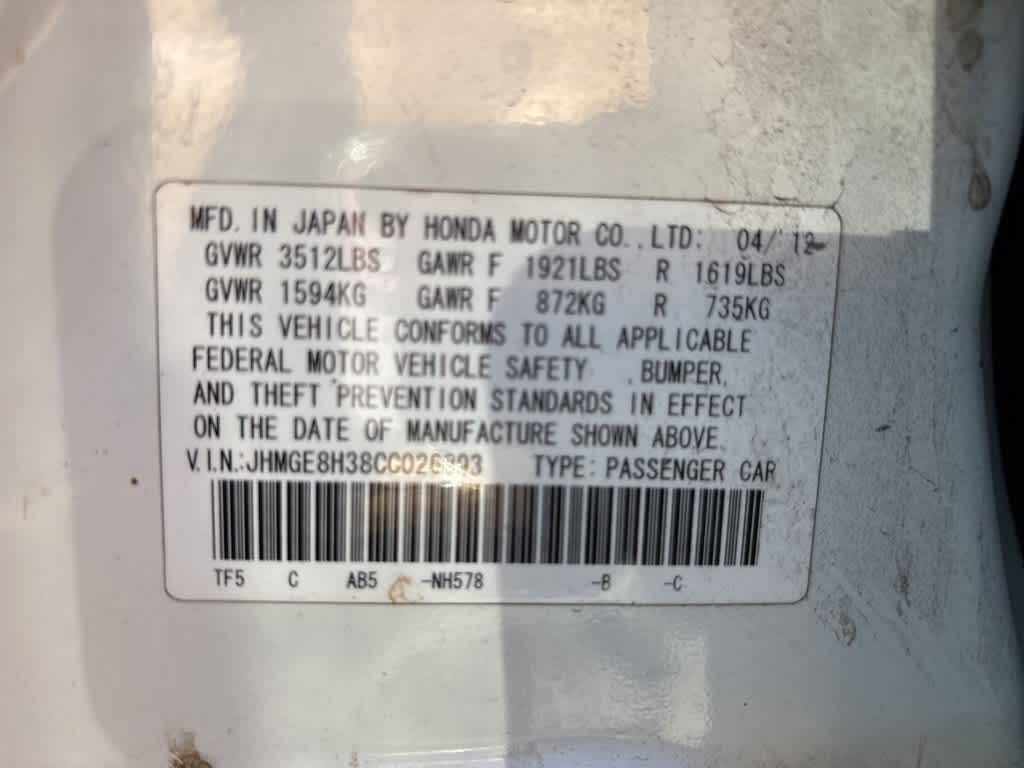 MFD. IN JAPAN BY HONDA MOTOR CO., LTD: 04/'12
GVWR 3512LBS GAWR F 1921LBS R 1619LBS
GVWR 1594KG GAWR F 872KG R 735KG
THIS VEHICLE CONFORMS TO ALL APPLICABLE
FEDERAL MOTOR VEHICLE SAFETY , BUMPER,
AND THEFT PREVENTION STANDARDS IN EFFECT
ON THE DATE OF MANUFACTURE SHOWN ABOVE.
V.I.N.: TYPE: PASSENGER CAR
TF5 C AB5 -NH578 -B -C